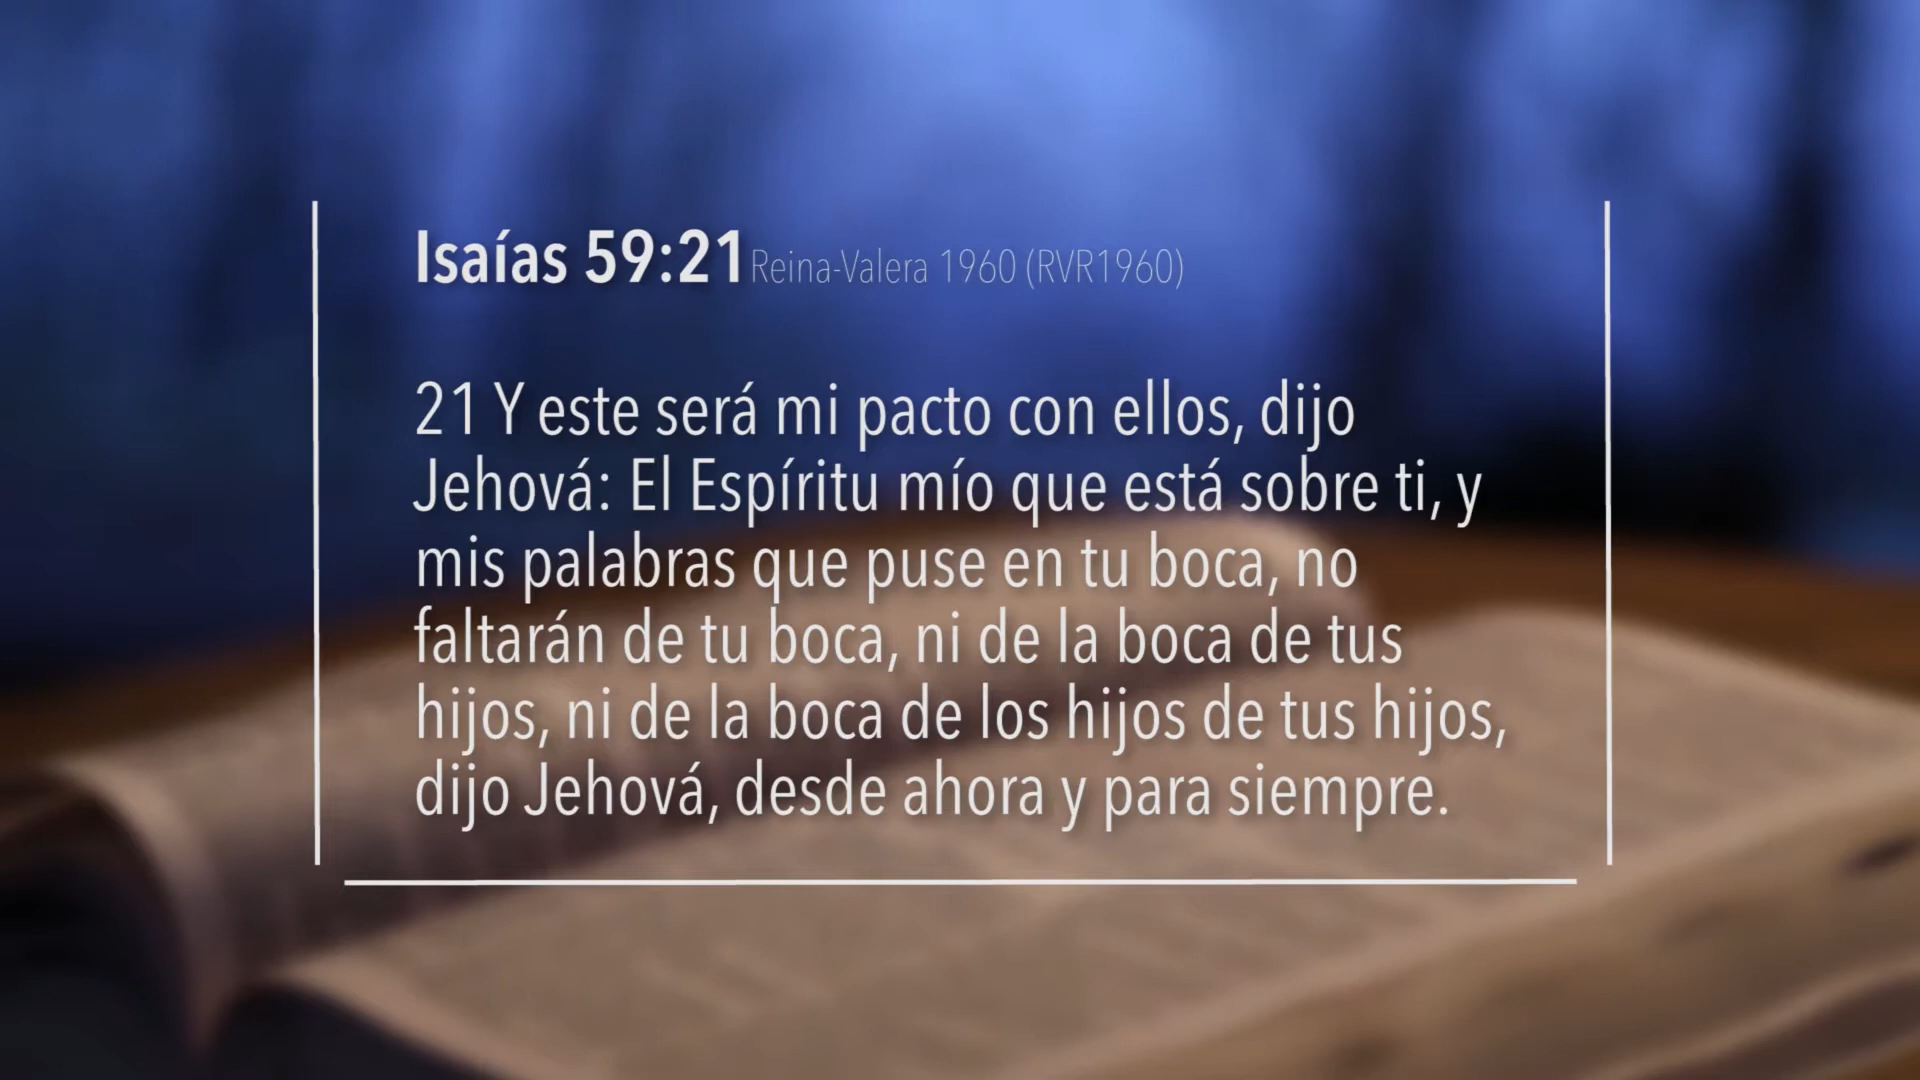 Isaías 59:21 Reina-Valera 1960 (RVR1960)
21 Y este será mi pacto con ellos, dijo
Jehová: El Espíritu mío que está sobre ti, y
mis palabras que puse en tu boca, no
faltarán de tu boca, ni de la boca de tus
hijos, ni de la boca de los hijos de tus hijos,
dijo Jehová, desde ahora y para siempre.